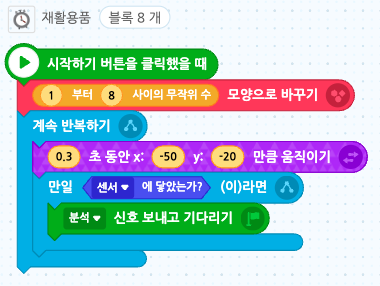 재활용품 블록 8 개
시작하기 버튼을 클릭했을 때
1 부터 8 사이의 무작위 수 모양으로 바꾸기
계속 반복하기
0.3 초 동안 x: -50 y: -20 만큼 움직이기
만일 센서 에 닿았는가? (이)라면
분석 신호 보내고 기다리기